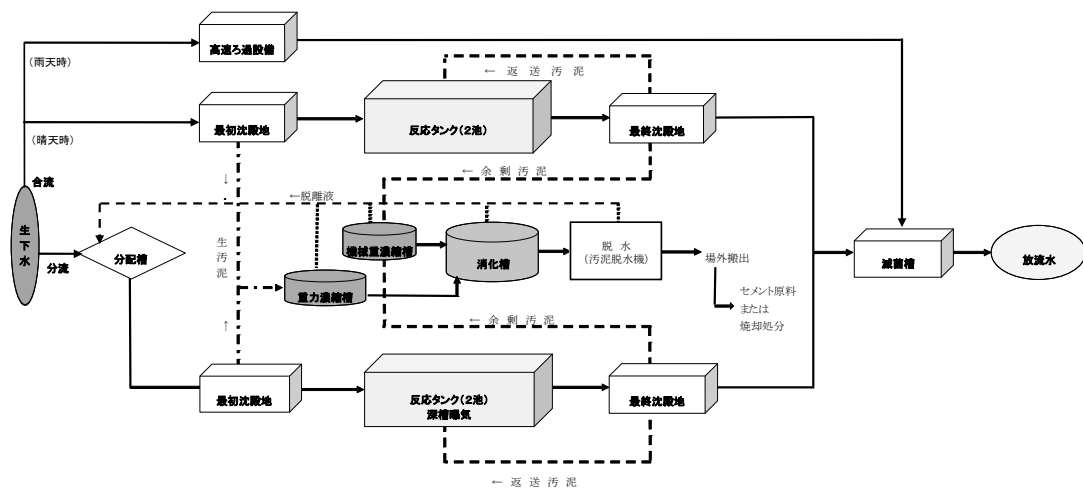 高速ろ過設備
(雨天時)
← 返 送 汚 泥
最初沈殿地
反応タンク(2池)
最終沈殿地
(晴天時)
← 余 剰 汚 泥
↓
合流
←脱離液
生下水
分流
分配槽
生汚泥
機械重濃縮槽
消化槽
脱 水
(汚泥脱水機)
場外搬出
滅菌槽
放流水
重力濃縮槽
セメント原料
または
焼却処分
↑
← 余 剰 汚 泥
最初沈殿地
反応タンク(2池)
深槽曝気
最終沈殿地
← 返 送 汚 泥